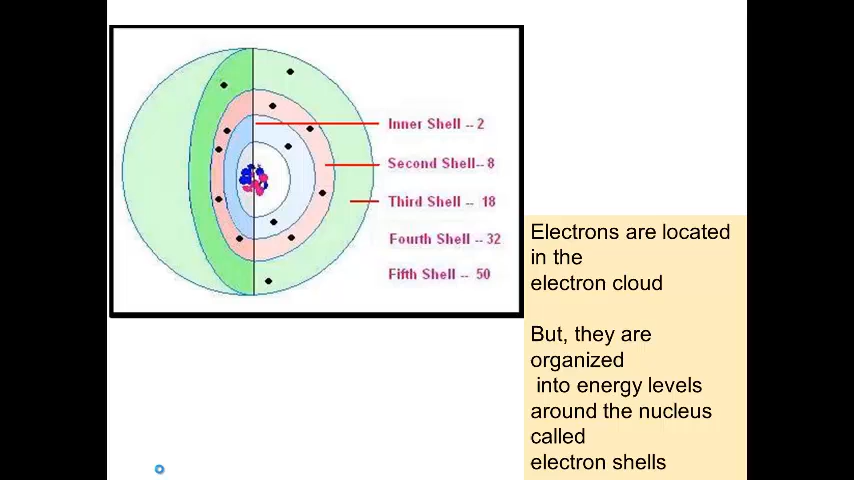 Inner Shell -- 2
Second Shell-- 8
Third Shell --  18
Fourth Shell -- 32
Fifth Shell --  50
Electrons are located
in the
electron cloud
But, they are
organized
into energy levels
around the nucleus
called
electron shells